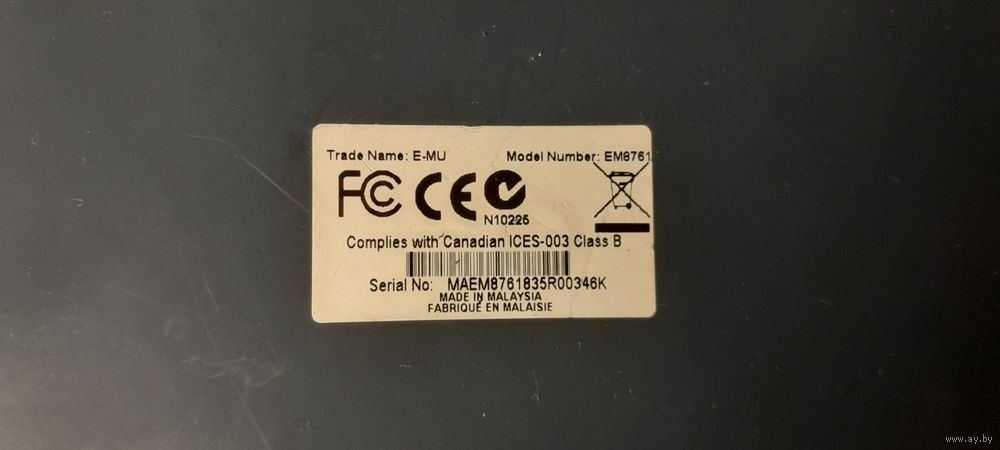 Trade Name: E-MU Model Number: EM8761
FC CE
N10225
Complies with Canadian ICES-003 Class B
Serial No: MAEM8761835R00346K
MADE IN MALAYSIA
FABRIQUÉ EN MALAISIE
www.ay.by